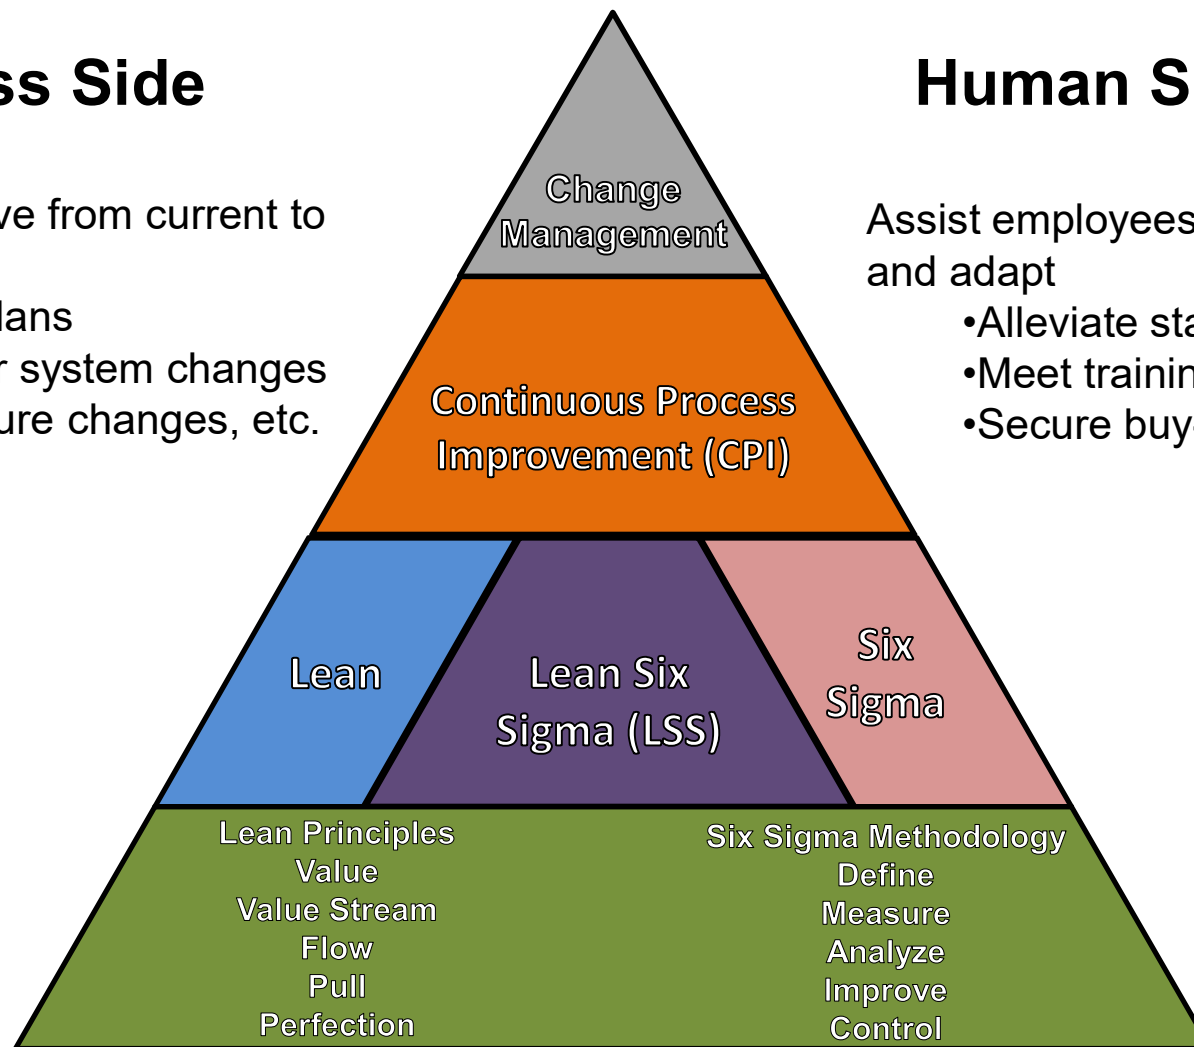 ss Side
Human S
ve from current to
lans
r system changes
ure changes, etc.
Assist employees
and adapt
•Alleviate sta
•Meet trainin
•Secure buy
Change
Management
Continuous Process
Improvement (CPI)
Lean
Lean Six
Sigma (LSS)
Six
Sigma
Lean Principles
Value
Value Stream
Flow
Pull
Perfection
Six Sigma Methodology
Define
Measure
Analyze
Improve
Control